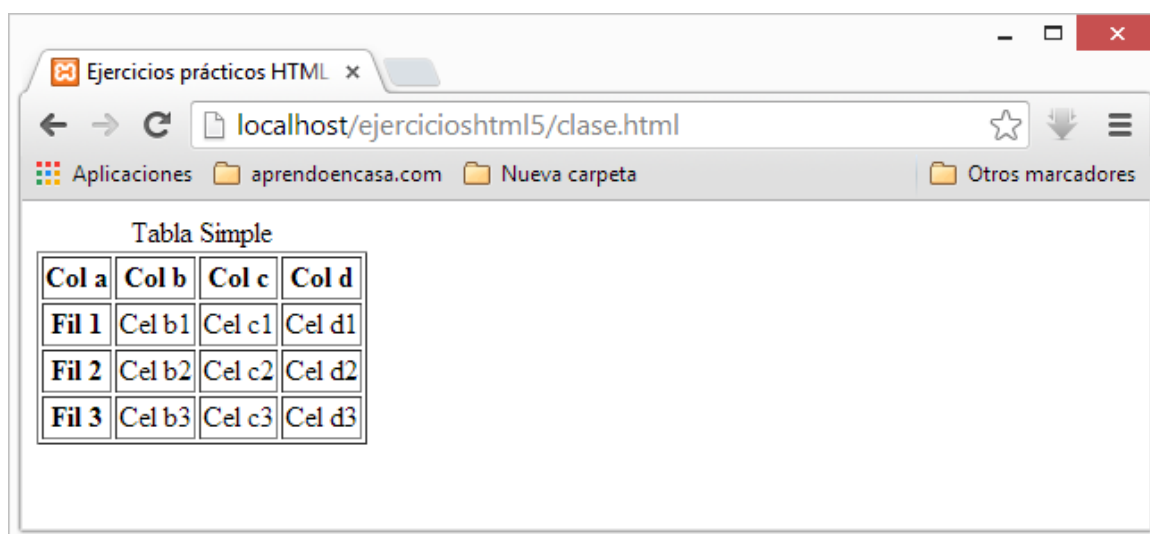 Ejercicios prácticos HTML
localhost/ejercicioshtml5/clase.html
Aplicaciones aprendoencasa.com Nueva carpeta Otros marcadores
Tabla Simple
Col a Col b Col c Col d
Fil 1 Cel b1 Cel c1 Cel d1
Fil 2 Cel b2 Cel c2 Cel d2
Fil 3 Cel b3 Cel c3 Cel d3